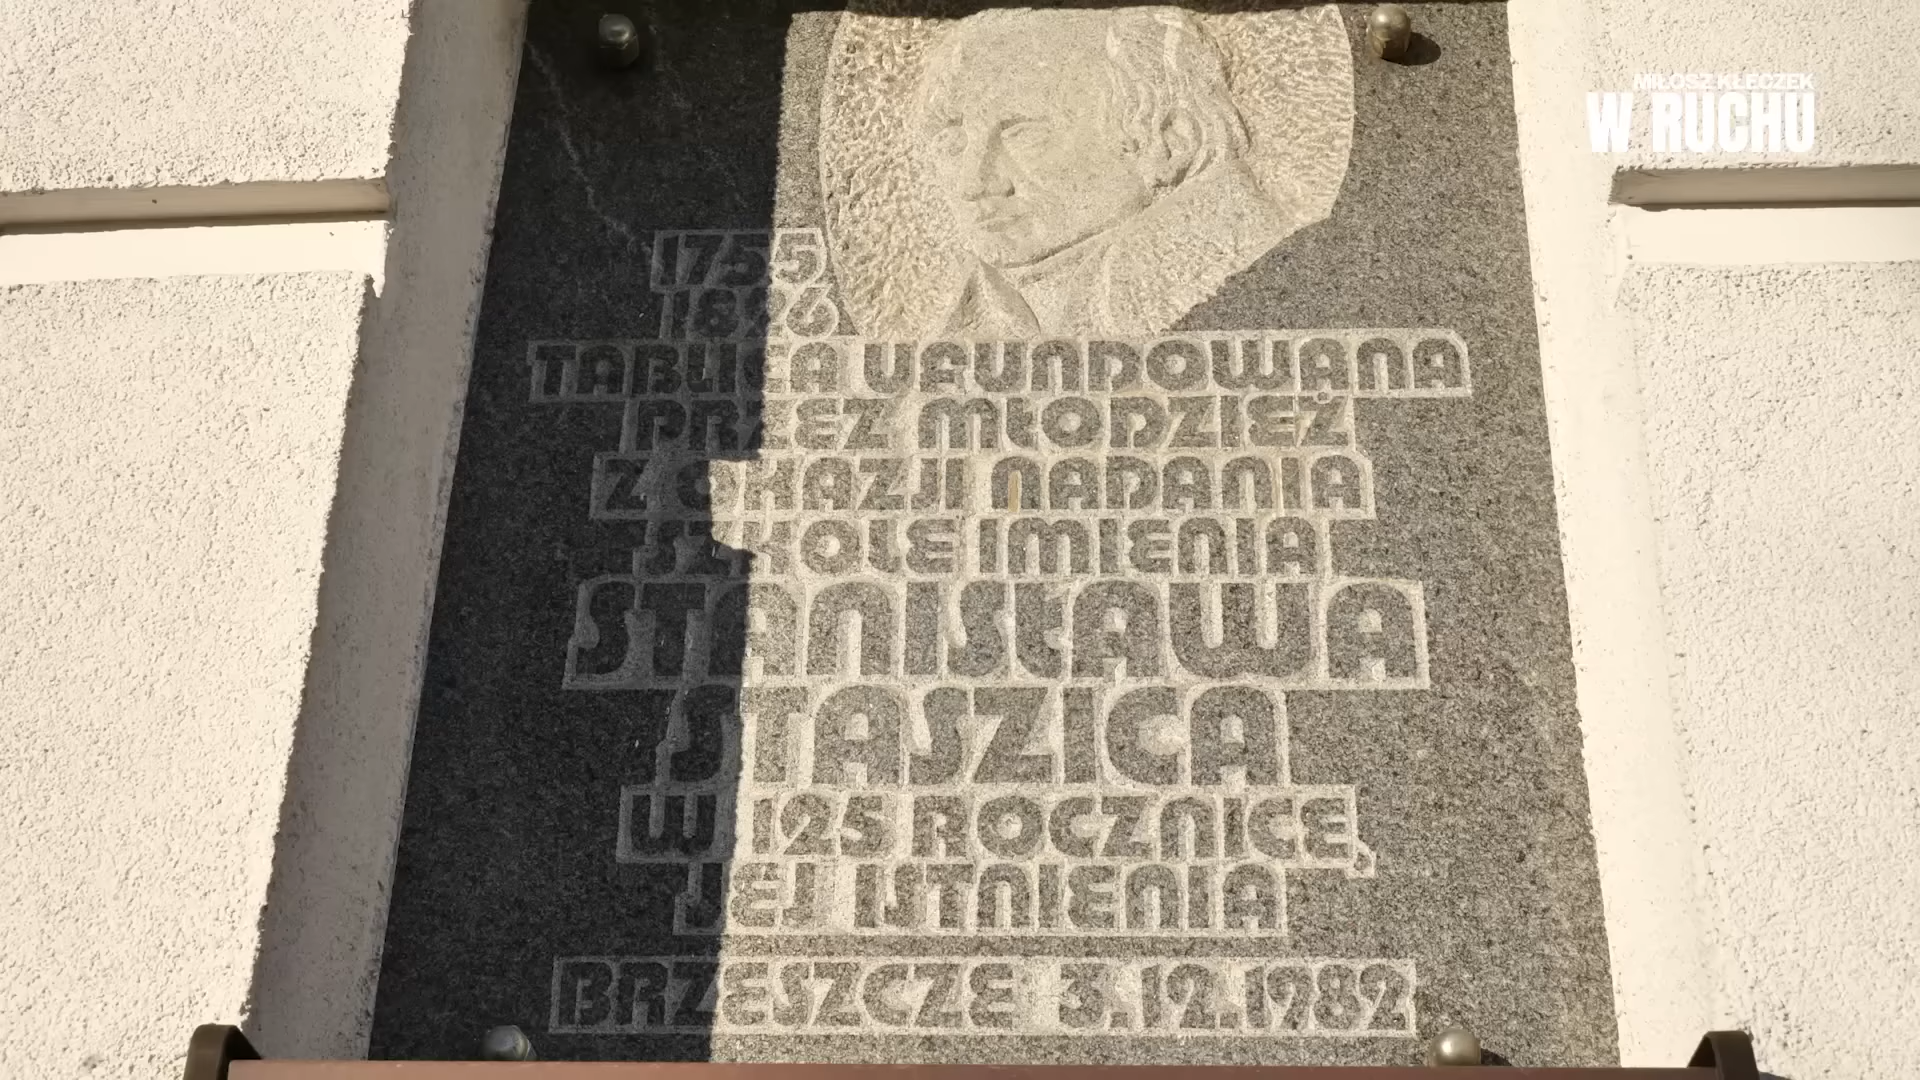 MIŁOSZ KŁECZEK
W RUCHU
1755
1826
TABLICA UFUNDOWANA
PRZEZ MŁODZIEŻ
Z OKAZJI NADANIA
SZKOLE IMIENIA
STANISŁAWA
STASZICA
W 125 ROCZNICĘ
JEJ ISTNIENIA
BRZESZCZE 3.12.1982